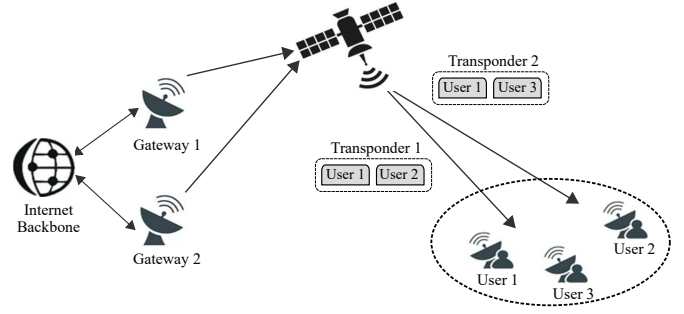 Transponder 2
User 1 User 3
Gateway 1
Transponder 1
User 1 User 2
Internet
Backbone
Gateway 2
User 2
User 1
User 3